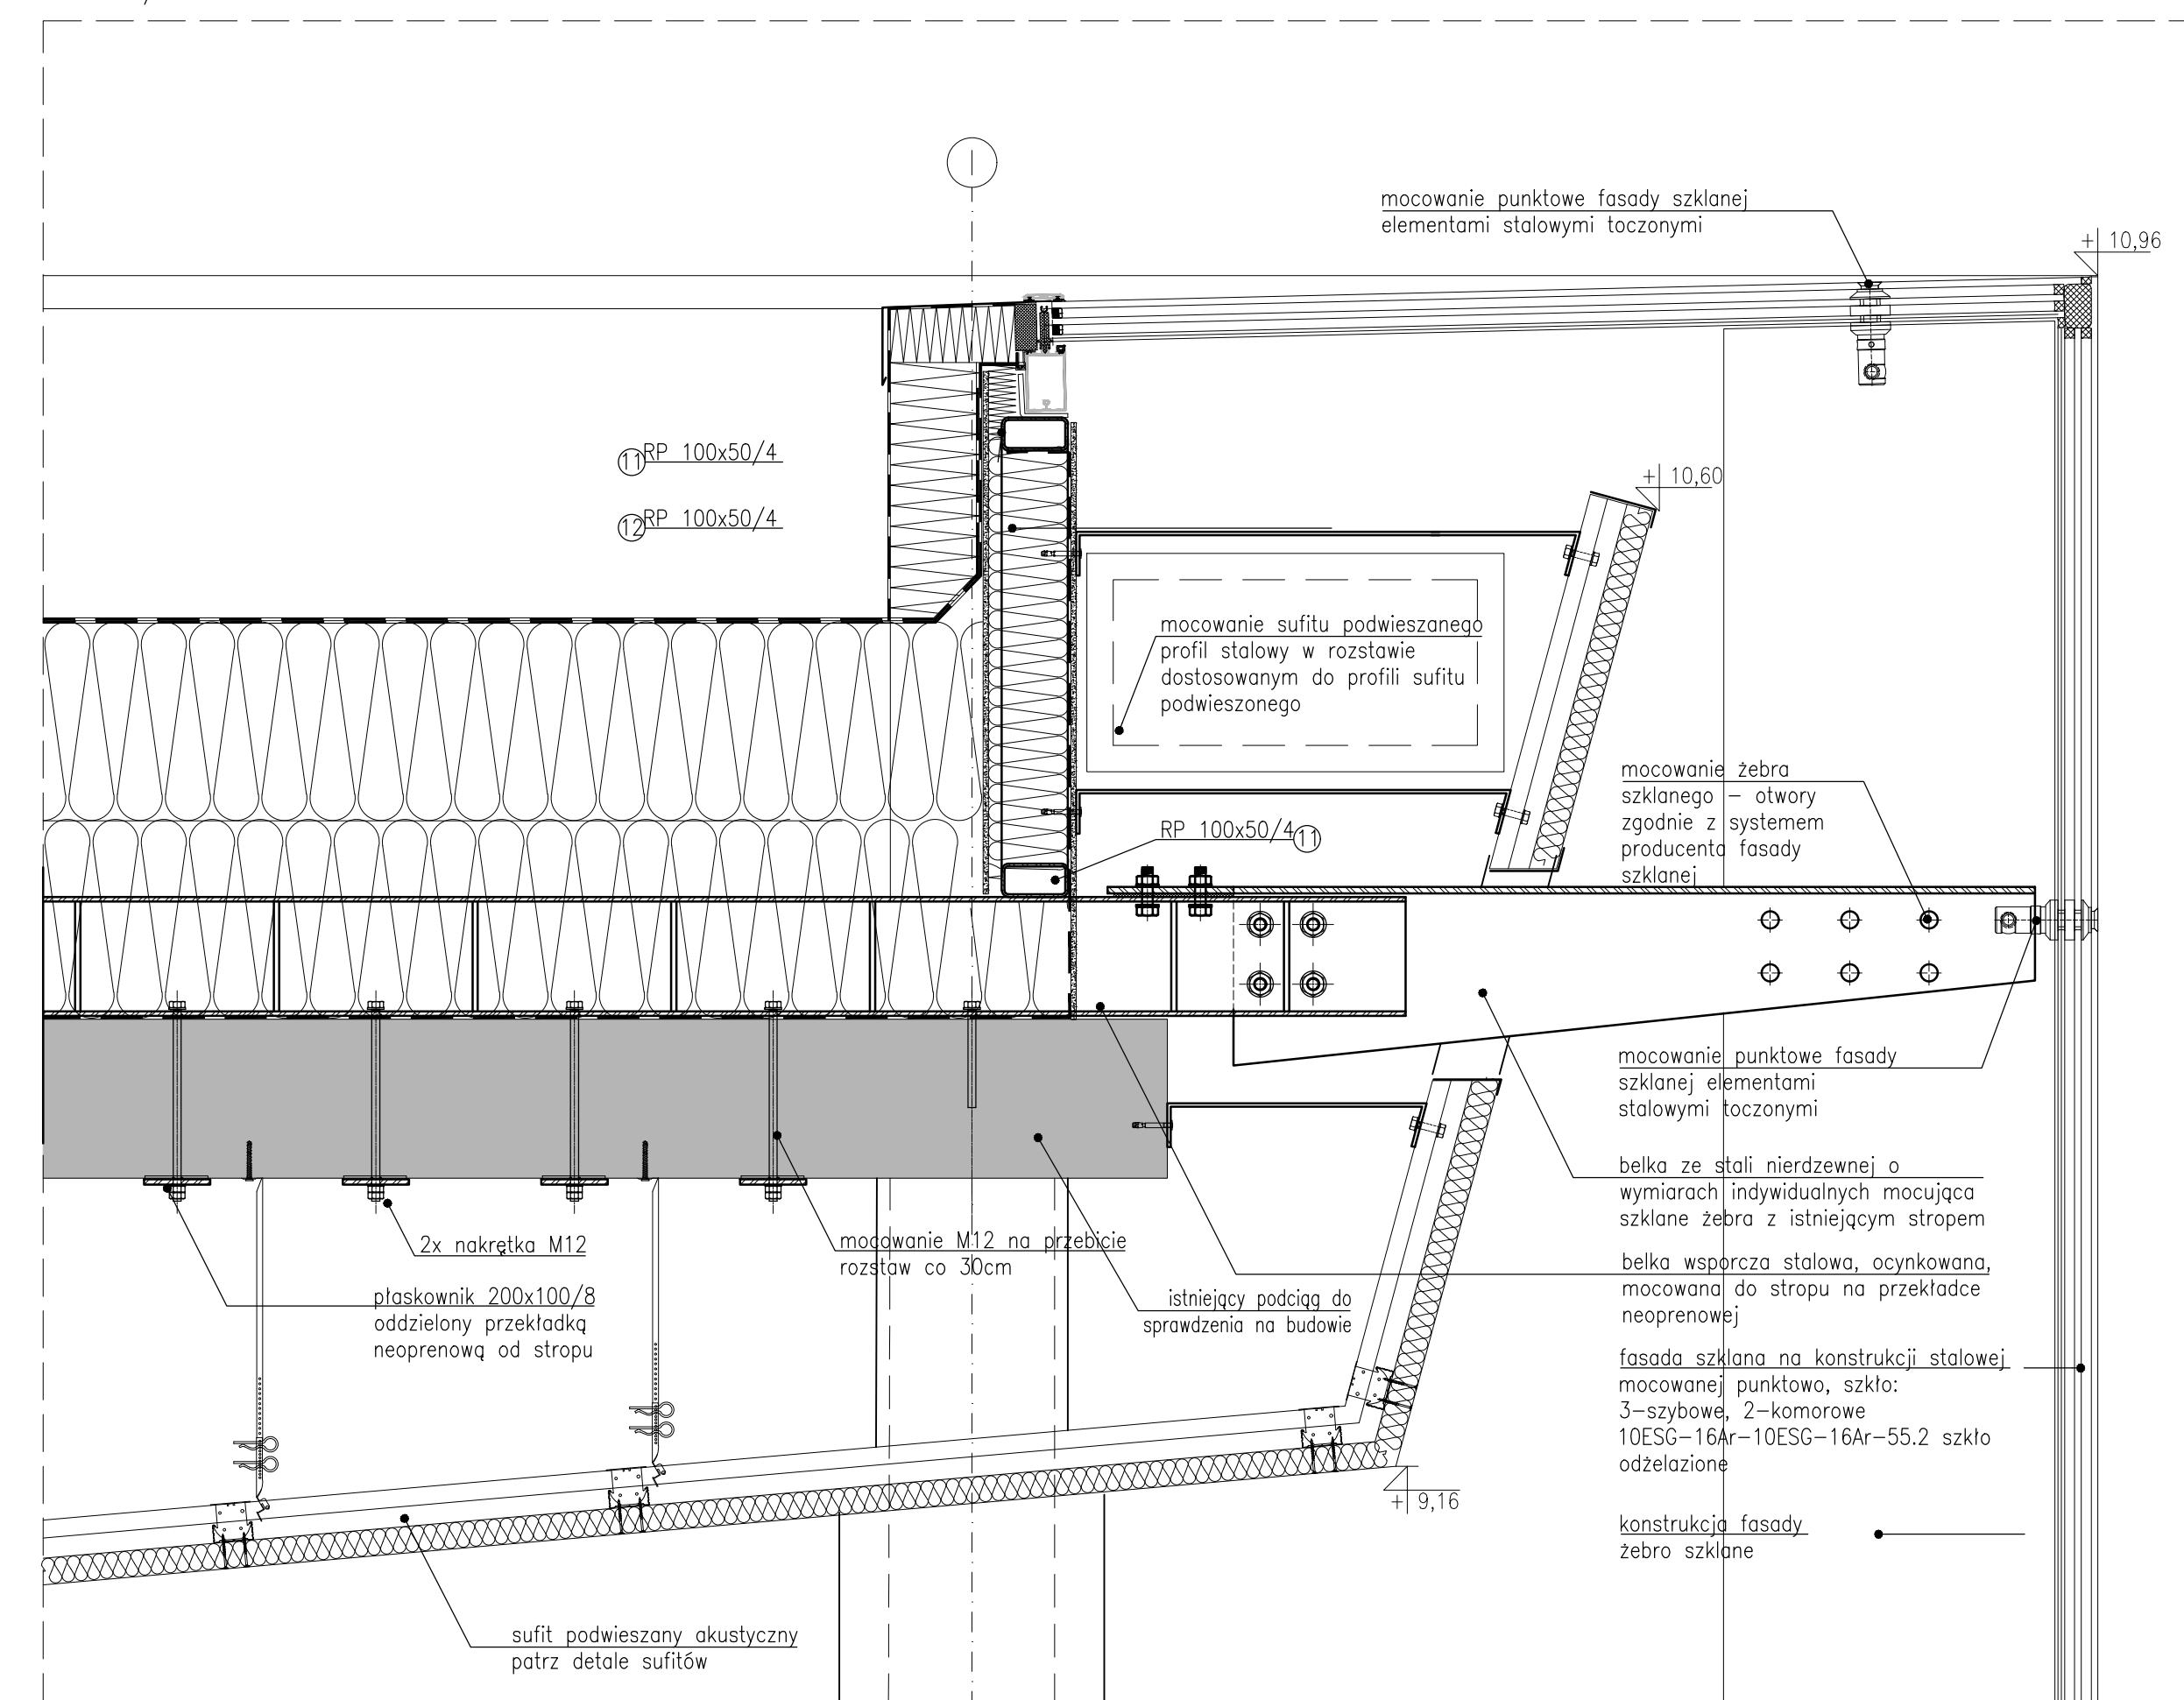 mocowanie punktowe fasady szklanej
elementami stalowymi toczonymi
+ 10,96
11 RP 100x50/4
+ 10,60
12 RP 100x50/4
mocowanie sufitu podwieszanego
profil stalowy w rozstawie
dostosowanym do profili sufitu
podwieszonego
mocowanie żebra
szklanego – otwory
zgodnie z systemem
producenta fasady
szklanej
RP 100x50/4 11
mocowanie punktowe fasady
szklanej elementami
stalowymi toczonymi
belka ze stali nierdzewnej o
wymiarach indywidualnych mocująca
szklane żebra z istniejącym stropem
2x nakrętka M12
mocowanie M12 na przebicie
rozstaw co 30cm
belka wsporcza stalowa, ocynkowana,
mocowana do stropu na przekładce
neoprenowej
płaskownik 200x100/8
oddzielony przekładką
neoprenową od stropu
istniejący podciąg do
sprawdzenia na budowie
fasada szklana na konstrukcji stalowej
mocowanej punktowo, szkło:
3-szybowe, 2-komorowe
10ESG-16Ar-10ESG-16Ar-55.2 szkło
odżelazione
+ 9,16
konstrukcja fasady
żebro szklane
sufit podwieszany akustyczny
patrz detale sufitów